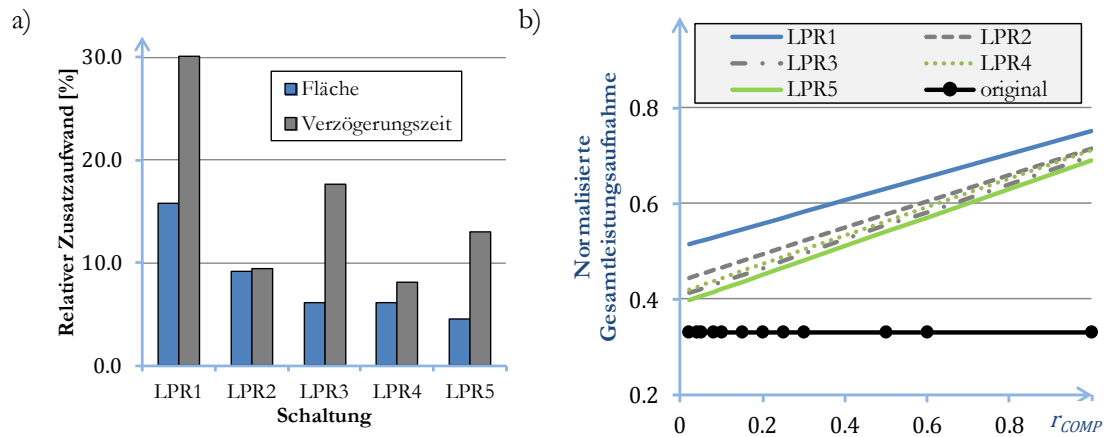 a)
Relativer Zusatzaufwand [%]
30.0
20.0
10.0
0.0
Fläche
Verzögerungszeit
LPR1 LPR2 LPR3 LPR4 LPR5
Schaltung
b)
Normalisierte
Gesamtleistungsaufnahme
LPR1 LPR2
LPR3 LPR4
LPR5 original
0.8
0.6
0.4
0.2
0 0.2 0.4 0.6 0.8 r_COMP